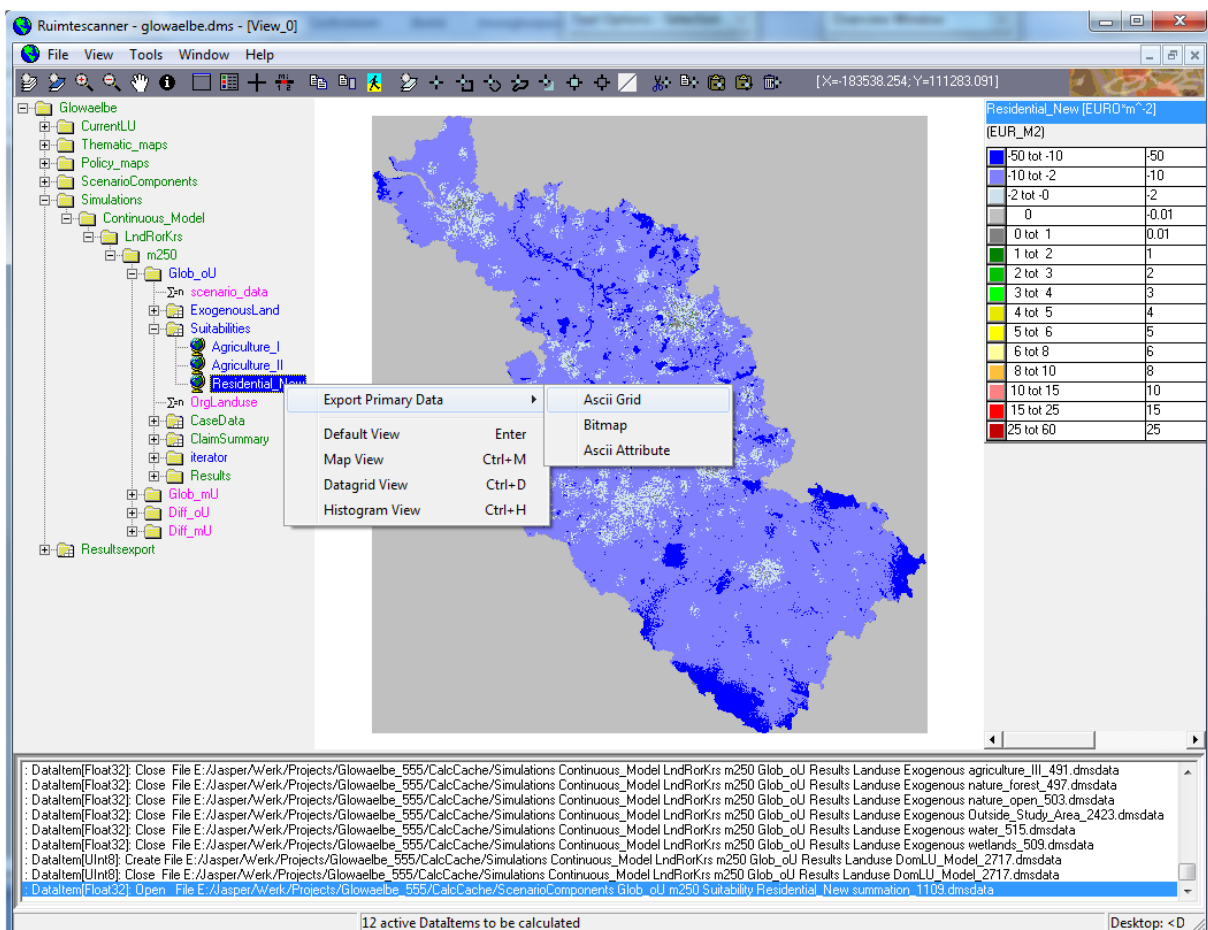 Ruimtescanner - glowaelbe.dms - [View_0]
File View Tools Window Help
[X=-183538.254; Y=111283.091]
Glowaelbe
CurrentLU
Thematic_maps
Policy_maps
ScenarioComponents
Simulations
Continuous_Model
LndRorKrs
m250
Glob_oU
Σ=n scenario_data
ExogenousLand
Suitabilities
Agriculture_I
Agriculture_II
Residential_New
Σ=n OrgLanduse
CaseData
ClaimSummary
iterator
Results
Glob_mU
Diff_oU
Diff_mU
Resultsexport
Export Primary Data
Default View Enter
Map View Ctrl+M
Datagrid View Ctrl+D
Histogram View Ctrl+H
Ascii Grid
Bitmap
Ascii Attribute
Residential_New [EURO*m^-2]
(EUR_M2)
-50 tot -10 -50
-10 tot -2 -10
-2 tot -0 -2
0 -0.01
0 tot 1 0.01
1 tot 2 1
2 tot 3 2
3 tot 4 3
4 tot 5 4
5 tot 6 5
6 tot 8 6
8 tot 10 8
10 tot 15 10
15 tot 25 15
25 tot 60 25
: DataItem[Float32]: Close File E:/Jasper/Werk/Projects/Glowaelbe_555/CalcCache/Simulations Continuous_Model LndRorKrs m250 Glob_oU Results Landuse Exogenous agriculture_III_491.dmsdata
: DataItem[Float32]: Close File E:/Jasper/Werk/Projects/Glowaelbe_555/CalcCache/Simulations Continuous_Model LndRorKrs m250 Glob_oU Results Landuse Exogenous nature_forest_497.dmsdata
: DataItem[Float32]: Close File E:/Jasper/Werk/Projects/Glowaelbe_555/CalcCache/Simulations Continuous_Model LndRorKrs m250 Glob_oU Results Landuse Exogenous nature_open_503.dmsdata
: DataItem[Float32]: Close File E:/Jasper/Werk/Projects/Glowaelbe_555/CalcCache/Simulations Continuous_Model LndRorKrs m250 Glob_oU Results Landuse Exogenous Outside_Study_Area_2423.dmsdata
: DataItem[Float32]: Close File E:/Jasper/Werk/Projects/Glowaelbe_555/CalcCache/Simulations Continuous_Model LndRorKrs m250 Glob_oU Results Landuse Exogenous water_515.dmsdata
: DataItem[Float32]: Close File E:/Jasper/Werk/Projects/Glowaelbe_555/CalcCache/Simulations Continuous_Model LndRorKrs m250 Glob_oU Results Landuse Exogenous wetlands_509.dmsdata
: DataItem[UInt8]: Create File E:/Jasper/Werk/Projects/Glowaelbe_555/CalcCache/Simulations Continuous_Model LndRorKrs m250 Glob_oU Results Landuse DomLU_Model_2717.dmsdata
: DataItem[UInt8]: Close File E:/Jasper/Werk/Projects/Glowaelbe_555/CalcCache/Simulations Continuous_Model LndRorKrs m250 Glob_oU Results Landuse DomLU_Model_2717.dmsdata
: DataItem[Float32]: Open File E:/Jasper/Werk/Projects/Glowaelbe_555/CalcCache/ScenarioComponents Glob_oU m250 Suitability Residential_New summation_1109.dmsdata
12 active DataItems to be calculated
Desktop: <D